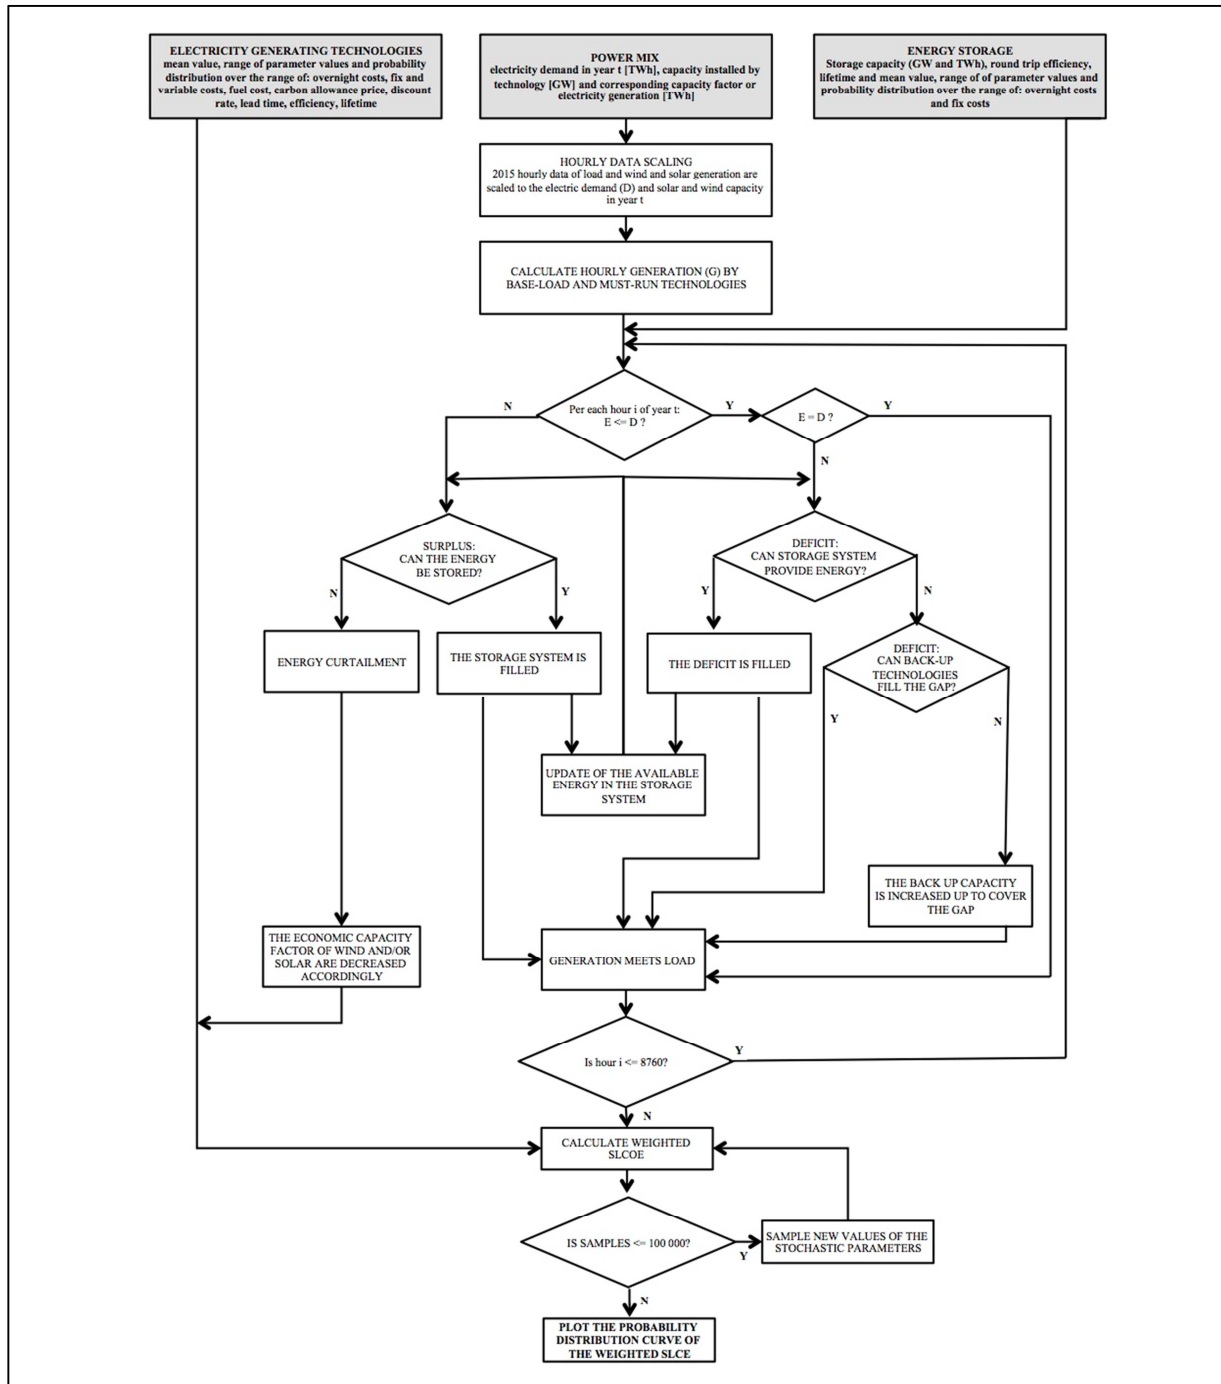 ELECTRICITY GENERATING TECHNOLOGIES
mean value, range of parameter values and probability
distribution over the range of: overnight costs, fix and
variable costs, fuel cost, carbon allowance price, discount
rate, lead time, efficiency, lifetime
POWER MIX
electricity demand in year t [TWh], capacity installed by
technology [GW] and corresponding capacity factor or
electricity generation [TWh]
ENERGY STORAGE
Storage capacity (GW and TWh), round trip efficiency,
lifetime and mean value, range of of parameter values and
probability distribution over the range of: overnight costs
and fix costs
HOURLY DATA SCALING
2015 hourly data of load and wind and solar generation are
scaled to the electric demand (D) and solar and wind capacity
in year t
CALCULATE HOURLY GENERATION (G) BY
BASE-LOAD AND MUST-RUN TECHNOLOGIES
N
Per each hour i of year t:
E <= D ?
Y
E = D ?
Y
N
SURPLUS:
CAN THE ENERGY
BE STORED?
N
Y
DEFICIT:
CAN STORAGE SYSTEM
PROVIDE ENERGY?
Y
N
ENERGY CURTAILMENT
THE STORAGE SYSTEM IS
FILLED
THE DEFICIT IS FILLED
DEFICIT:
CAN BACK-UP
TECHNOLOGIES
FILL THE GAP?
Y
N
UPDATE OF THE AVAILABLE
ENERGY IN THE STORAGE
SYSTEM
THE BACK UP CAPACITY
IS INCREASED UP TO COVER
THE GAP
THE ECONOMIC CAPACITY
FACTOR OF WIND AND/OR
SOLAR ARE DECREASED
ACCORDINGLY
GENERATION MEETS LOAD
Is hour i <= 8760?
Y
N
CALCULATE WEIGHTED
SLCOE
IS SAMPLES <= 100 000?
Y
SAMPLE NEW VALUES OF THE
STOCHASTIC PARAMETERS
N
PLOT THE PROBABILITY
DISTRIBUTION CURVE OF
THE WEIGHTED SLCE